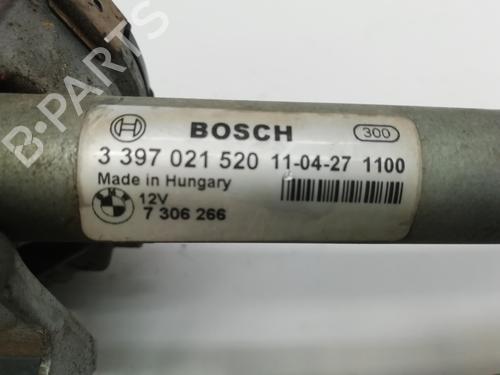 BOSCH 300
3 397 021 520 11-04-27 1100
Made in Hungary
12V
7 306 266
B-PARTS